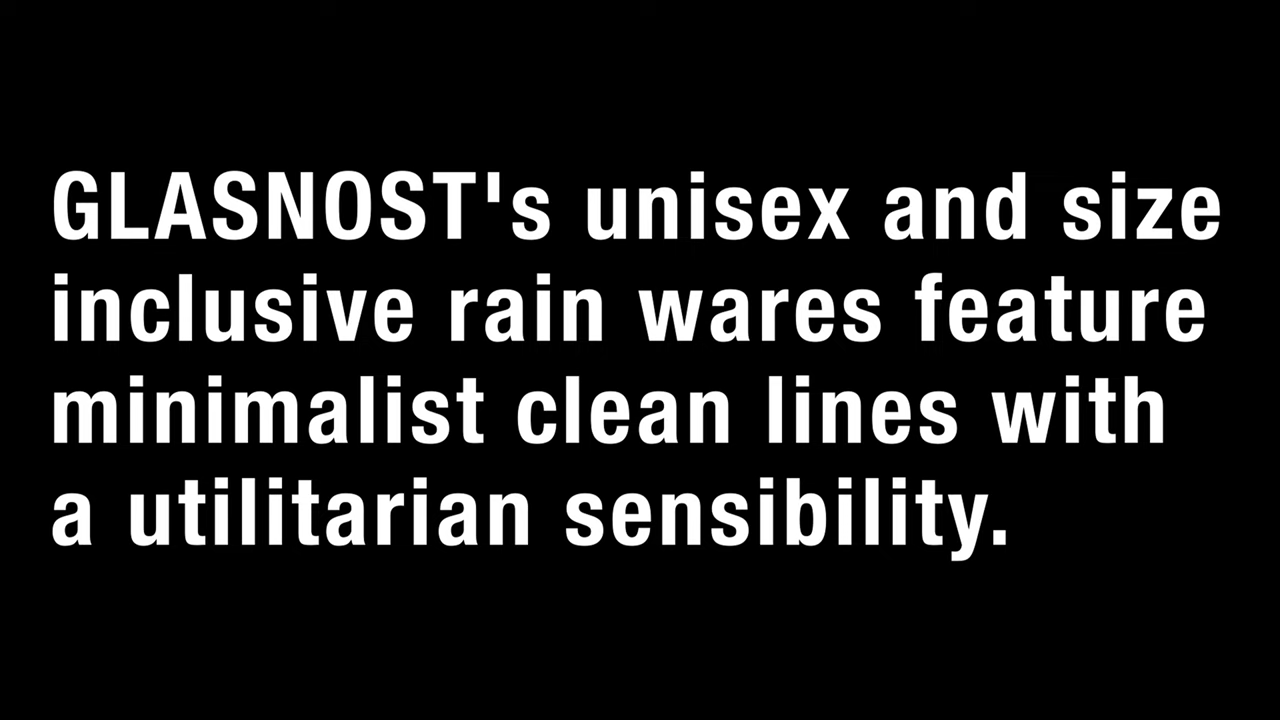 GLASNOST's unisex and size
inclusive rain wares feature
minimalist clean lines with
a utilitarian sensibility.